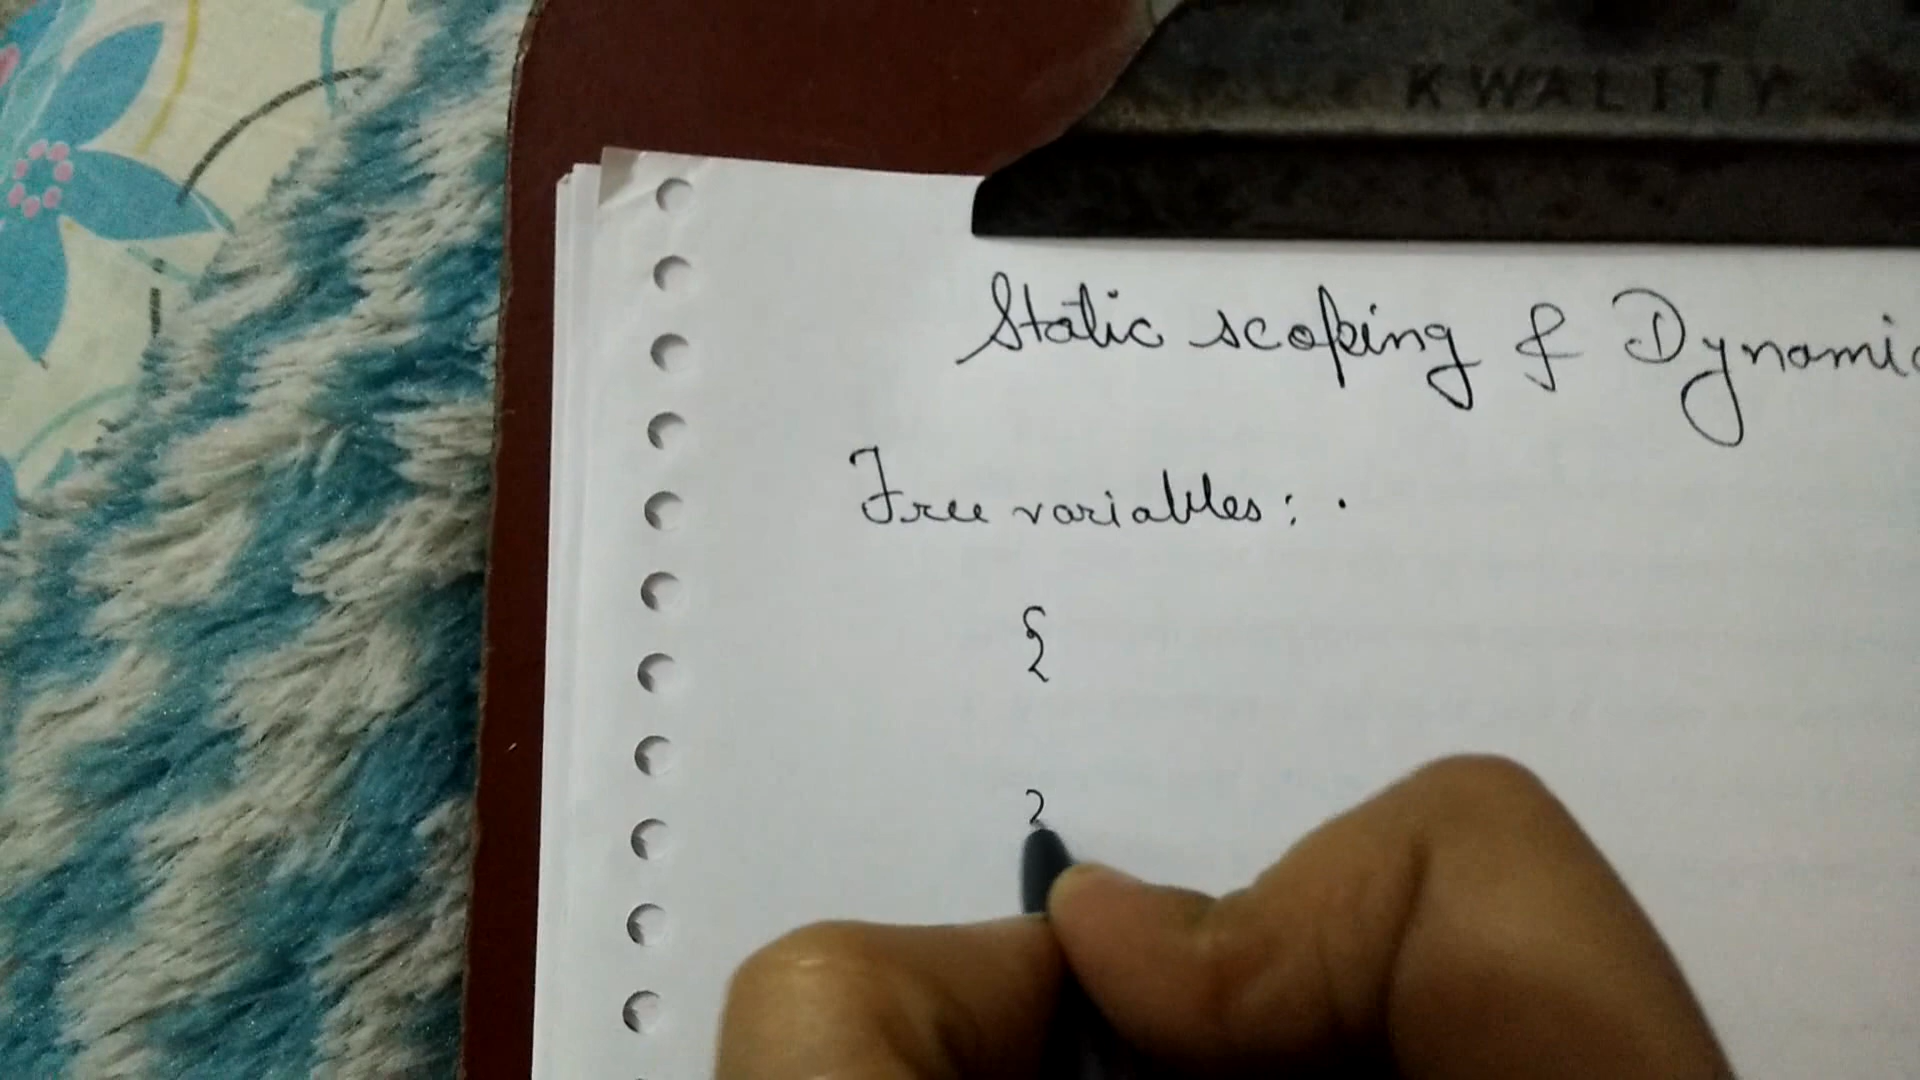 KWALITY
Static scoping & Dynamic
Free variables : .
{